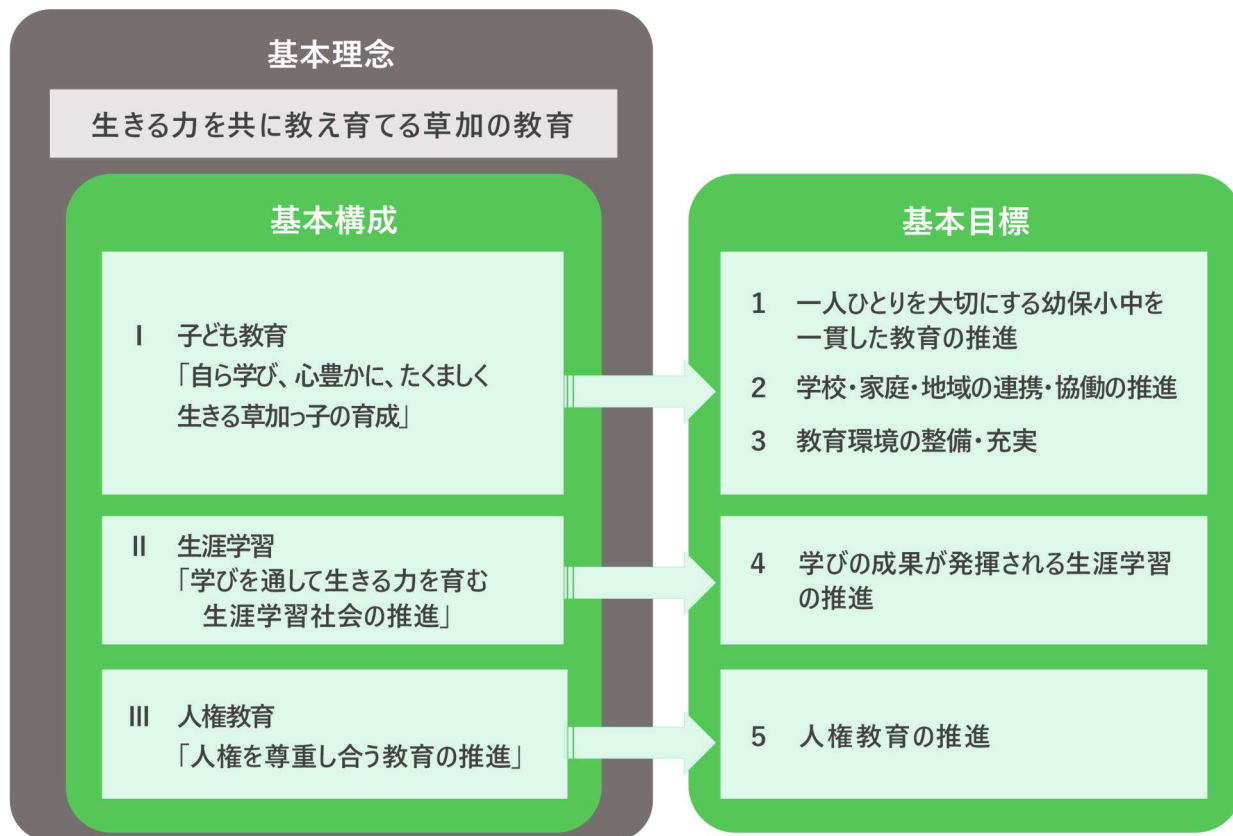 基本理念
生きる力を共に教え育てる草加の教育
基本構成
Ⅰ 子ども教育
「自ら学び、心豊かに、たくましく
生きる草加っ子の育成」
Ⅱ 生涯学習
「学びを通して生きる力を育む
生涯学習社会の推進」
Ⅲ 人権教育
「人権を尊重し合う教育の推進」
基本目標
1 一人ひとりを大切にする幼保小中を
一貫した教育の推進
2 学校・家庭・地域の連携・協働の推進
3 教育環境の整備・充実
4 学びの成果が発揮される生涯学習
の推進
5 人権教育の推進